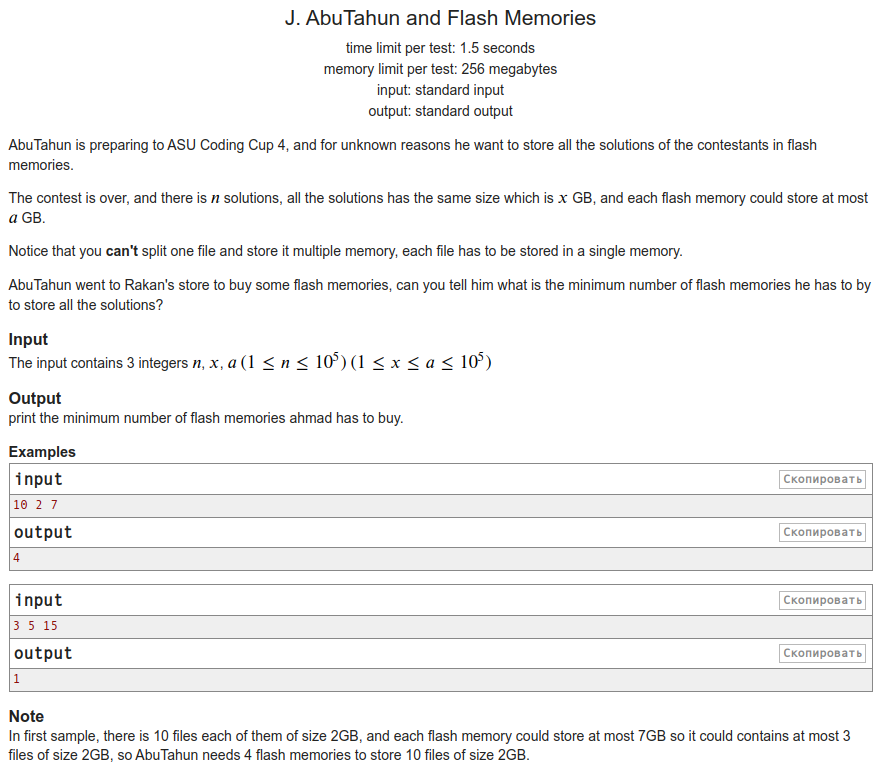 J. AbuTahun and Flash Memories
time limit per test: 1.5 seconds
memory limit per test: 256 megabytes
input: standard input
output: standard output
AbuTahun is preparing to ASU Coding Cup 4, and for unknown reasons he want to store all the solutions of the contestants in flash
memories.
The contest is over, and there is n solutions, all the solutions has the same size which is x GB, and each flash memory could store at most
a GB.
Notice that you can't split one file and store it multiple memory, each file has to be stored in a single memory.
AbuTahun went to Rakan's store to buy some flash memories, can you tell him what is the minimum number of flash memories he has to by
to store all the solutions?
Input
The input contains 3 integers n, x, a (1 ≤ n ≤ 10⁵) (1 ≤ x ≤ a ≤ 10⁵)
Output
print the minimum number of flash memories ahmad has to buy.
Examples
input Скопировать
10 2 7
output Скопировать
4
input Скопировать
3 5 15
output Скопировать
1
Note
In first sample, there is 10 files each of them of size 2GB, and each flash memory could store at most 7GB so it could contains at most 3
files of size 2GB, so AbuTahun needs 4 flash memories to store 10 files of size 2GB.